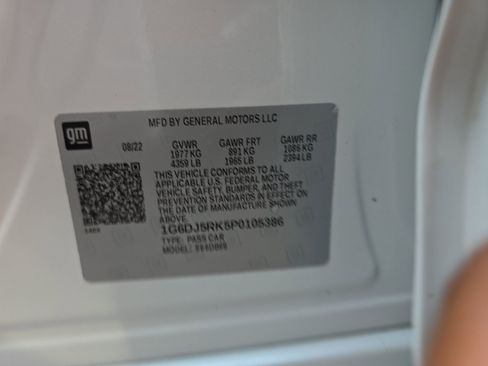 gm
MFD BY GENERAL MOTORS LLC
08/22 GVWR GAWR FRT GAWR RR
1977 KG 891 KG 1086 KG
4359 LB 1965 LB 2394 LB
THIS VEHICLE CONFORMS TO ALL
APPLICABLE U.S. FEDERAL MOTOR
VEHICLE SAFETY, BUMPER, AND THEFT
PREVENTION STANDARDS IN EFFECT ON
THE DATE OF MANUFACTURE SHOWN
ABOVE.
1G6DJ5RK5P0105386
TYPE: PASS CAR
MODEL: